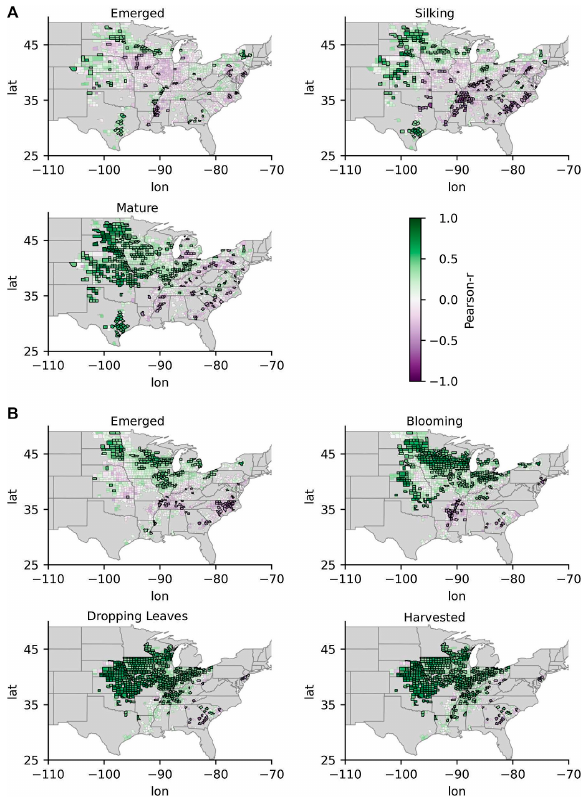 A
Emerged
Silking
45
35
25
lat
−110
−100
−90
−80
−70
lon
45
35
25
lat
−110
−100
−90
−80
−70
lon
Mature
45
35
25
lat
−110
−100
−90
−80
−70
lon
1.0
0.5
0.0
−0.5
−1.0
Pearson-r
B
Emerged
Blooming
45
35
25
lat
−110
−100
−90
−80
−70
lon
45
35
25
lat
−110
−100
−90
−80
−70
lon
Dropping Leaves
Harvested
45
35
25
lat
−110
−100
−90
−80
−70
lon
45
35
25
lat
−110
−100
−90
−80
−70
lon